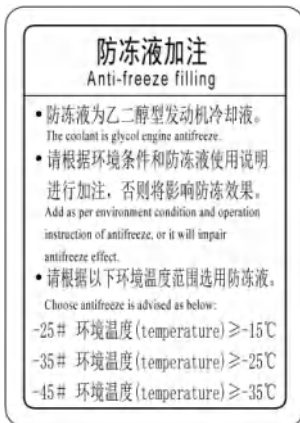 防冻液加注
Anti-freeze filling
• 防冻液为乙二醇型发动机冷却液。
The coolant is glycol engine antifreeze.
• 请根据环境条件和防冻液使用说明
进行加注，否则将影响防冻效果。
Add as per environment condition and operation
instruction of antifreeze, or it will impair
antifreeze effect.
• 请根据以下环境温度范围选用防冻液。
Choose antifreeze is advised as below:
-25# 环境温度(temperature)≥-15℃
-35# 环境温度(temperature)≥-25℃
-45# 环境温度(temperature)≥-35℃